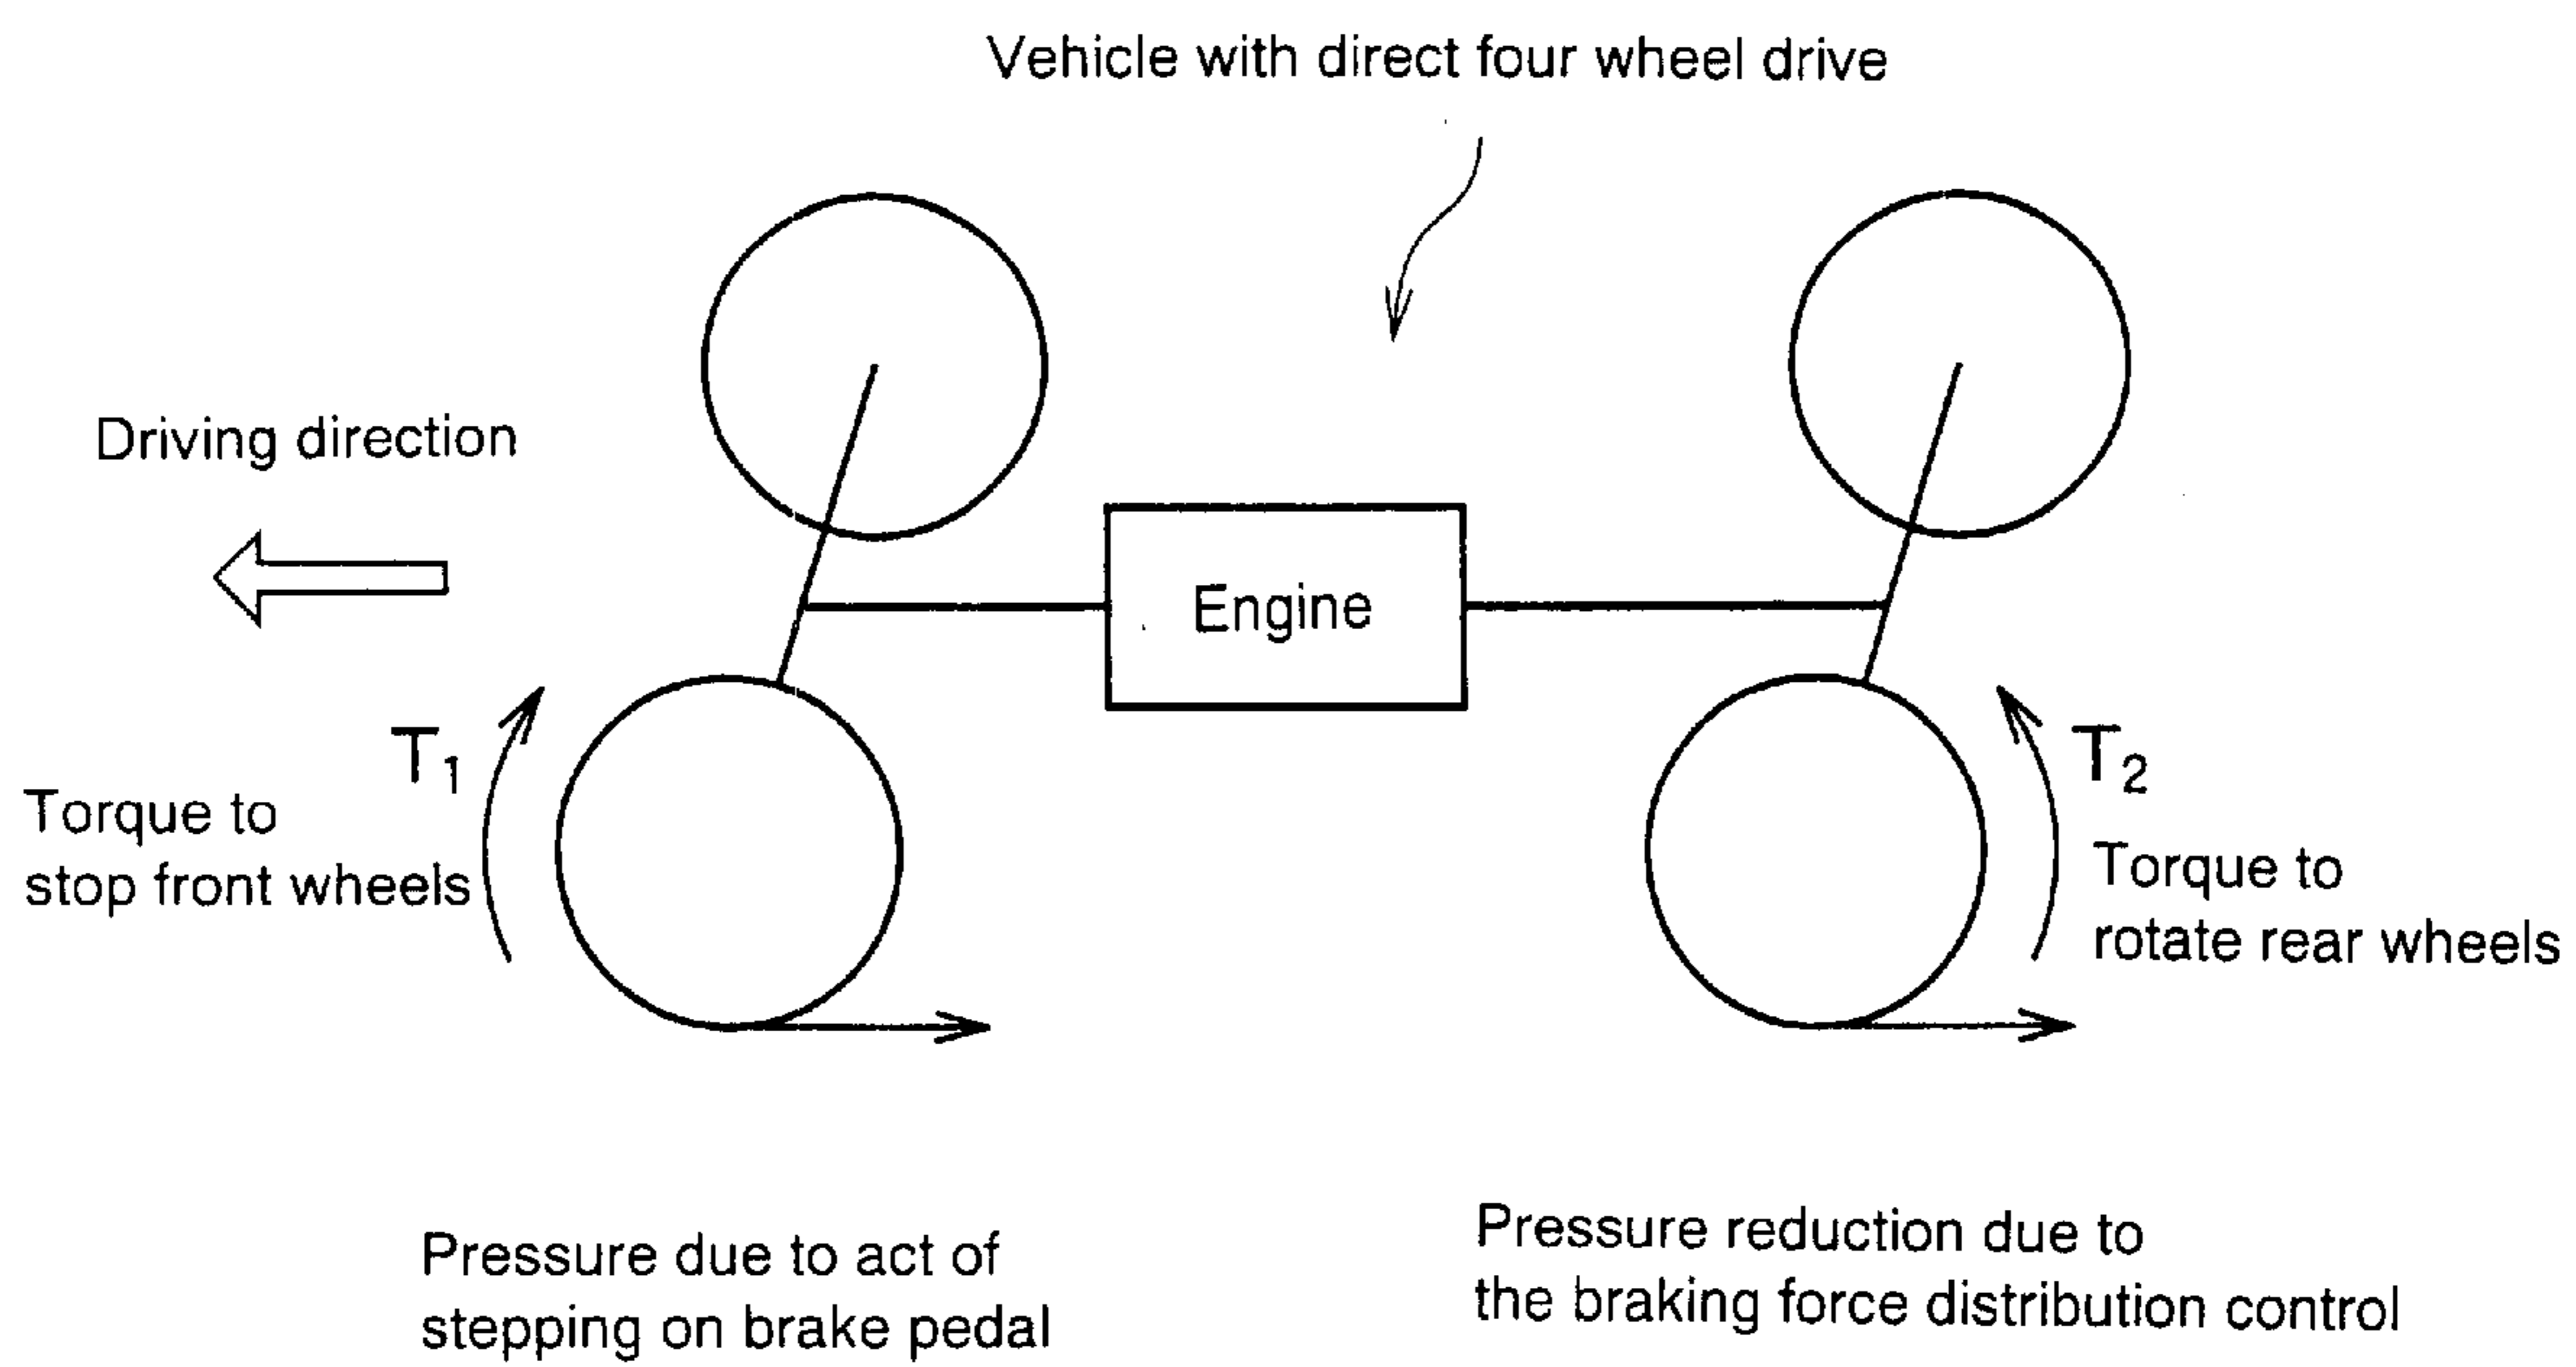 Vehicle with direct four wheel drive
Driving direction
Engine
T1
Torque to
stop front wheels
T2
Torque to
rotate rear wheels
Pressure due to act of
stepping on brake pedal
Pressure reduction due to
the braking force distribution control